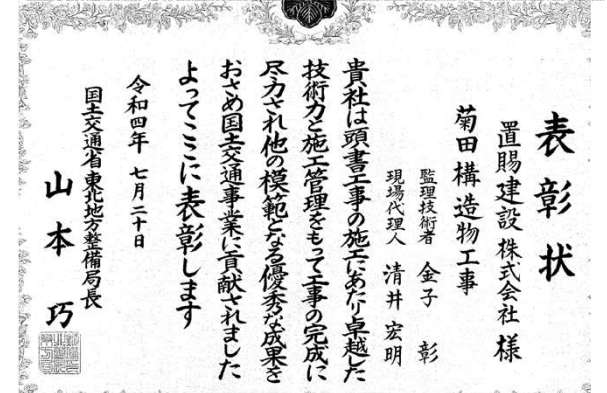 表彰状
置賜建設株式会社 様
菊田構造物工事
監理技術者 金子 彰
現場代理人 清井宏明
貴社は頭書工事の施工にあたり卓越した
技術力と施工管理をもって工事の完成に
尽力され他の模範となる優秀な成果を
おさめ国土交通事業に貢献されました
よってここに表彰します
令和四年 七月二十日
国土交通省東北地方整備局長
山本 巧